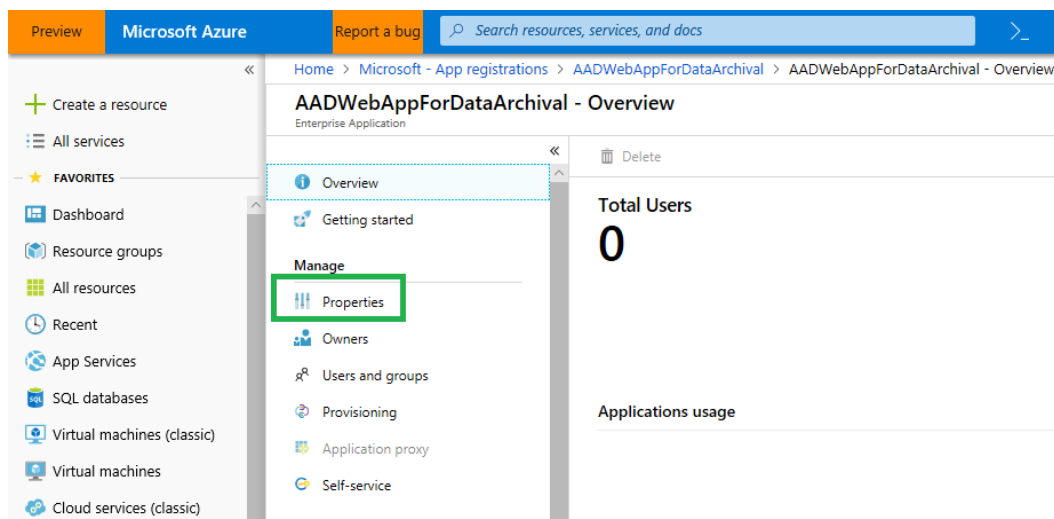 Preview
Microsoft Azure
Report a bug
Search resources, services, and docs
Home > Microsoft - App registrations > AADWebAppForDataArchival > AADWebAppForDataArchival - Overview
Create a resource
All services
FAVORITES
Dashboard
Resource groups
All resources
Recent
App Services
SQL databases
Virtual machines (classic)
Virtual machines
Cloud services (classic)
AADWebAppForDataArchival - Overview
Enterprise Application
Overview
Getting started
Manage
Properties
Owners
Users and groups
Provisioning
Application proxy
Self-service
Delete
Total Users
0
Applications usage